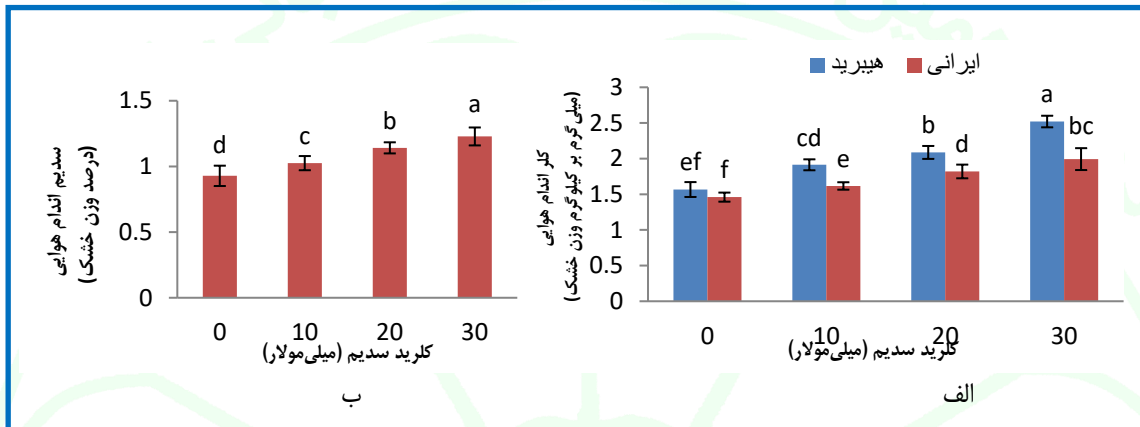 هیبرید ایرانی
کلر اندام هوایی
(میلی گرم بر کیلوگرم وزن خشک)
3
2.5
2
1.5
1
0.5
0
ef f cd e b d a bc
0 10 20 30
کلرید سدیم (میلی‌مولار)
الف
سدیم اندام هوایی
(درصد وزن خشک)
1.5
1
0.5
0
d c b a
0 10 20 30
کلرید سدیم (میلی‌مولار)
ب